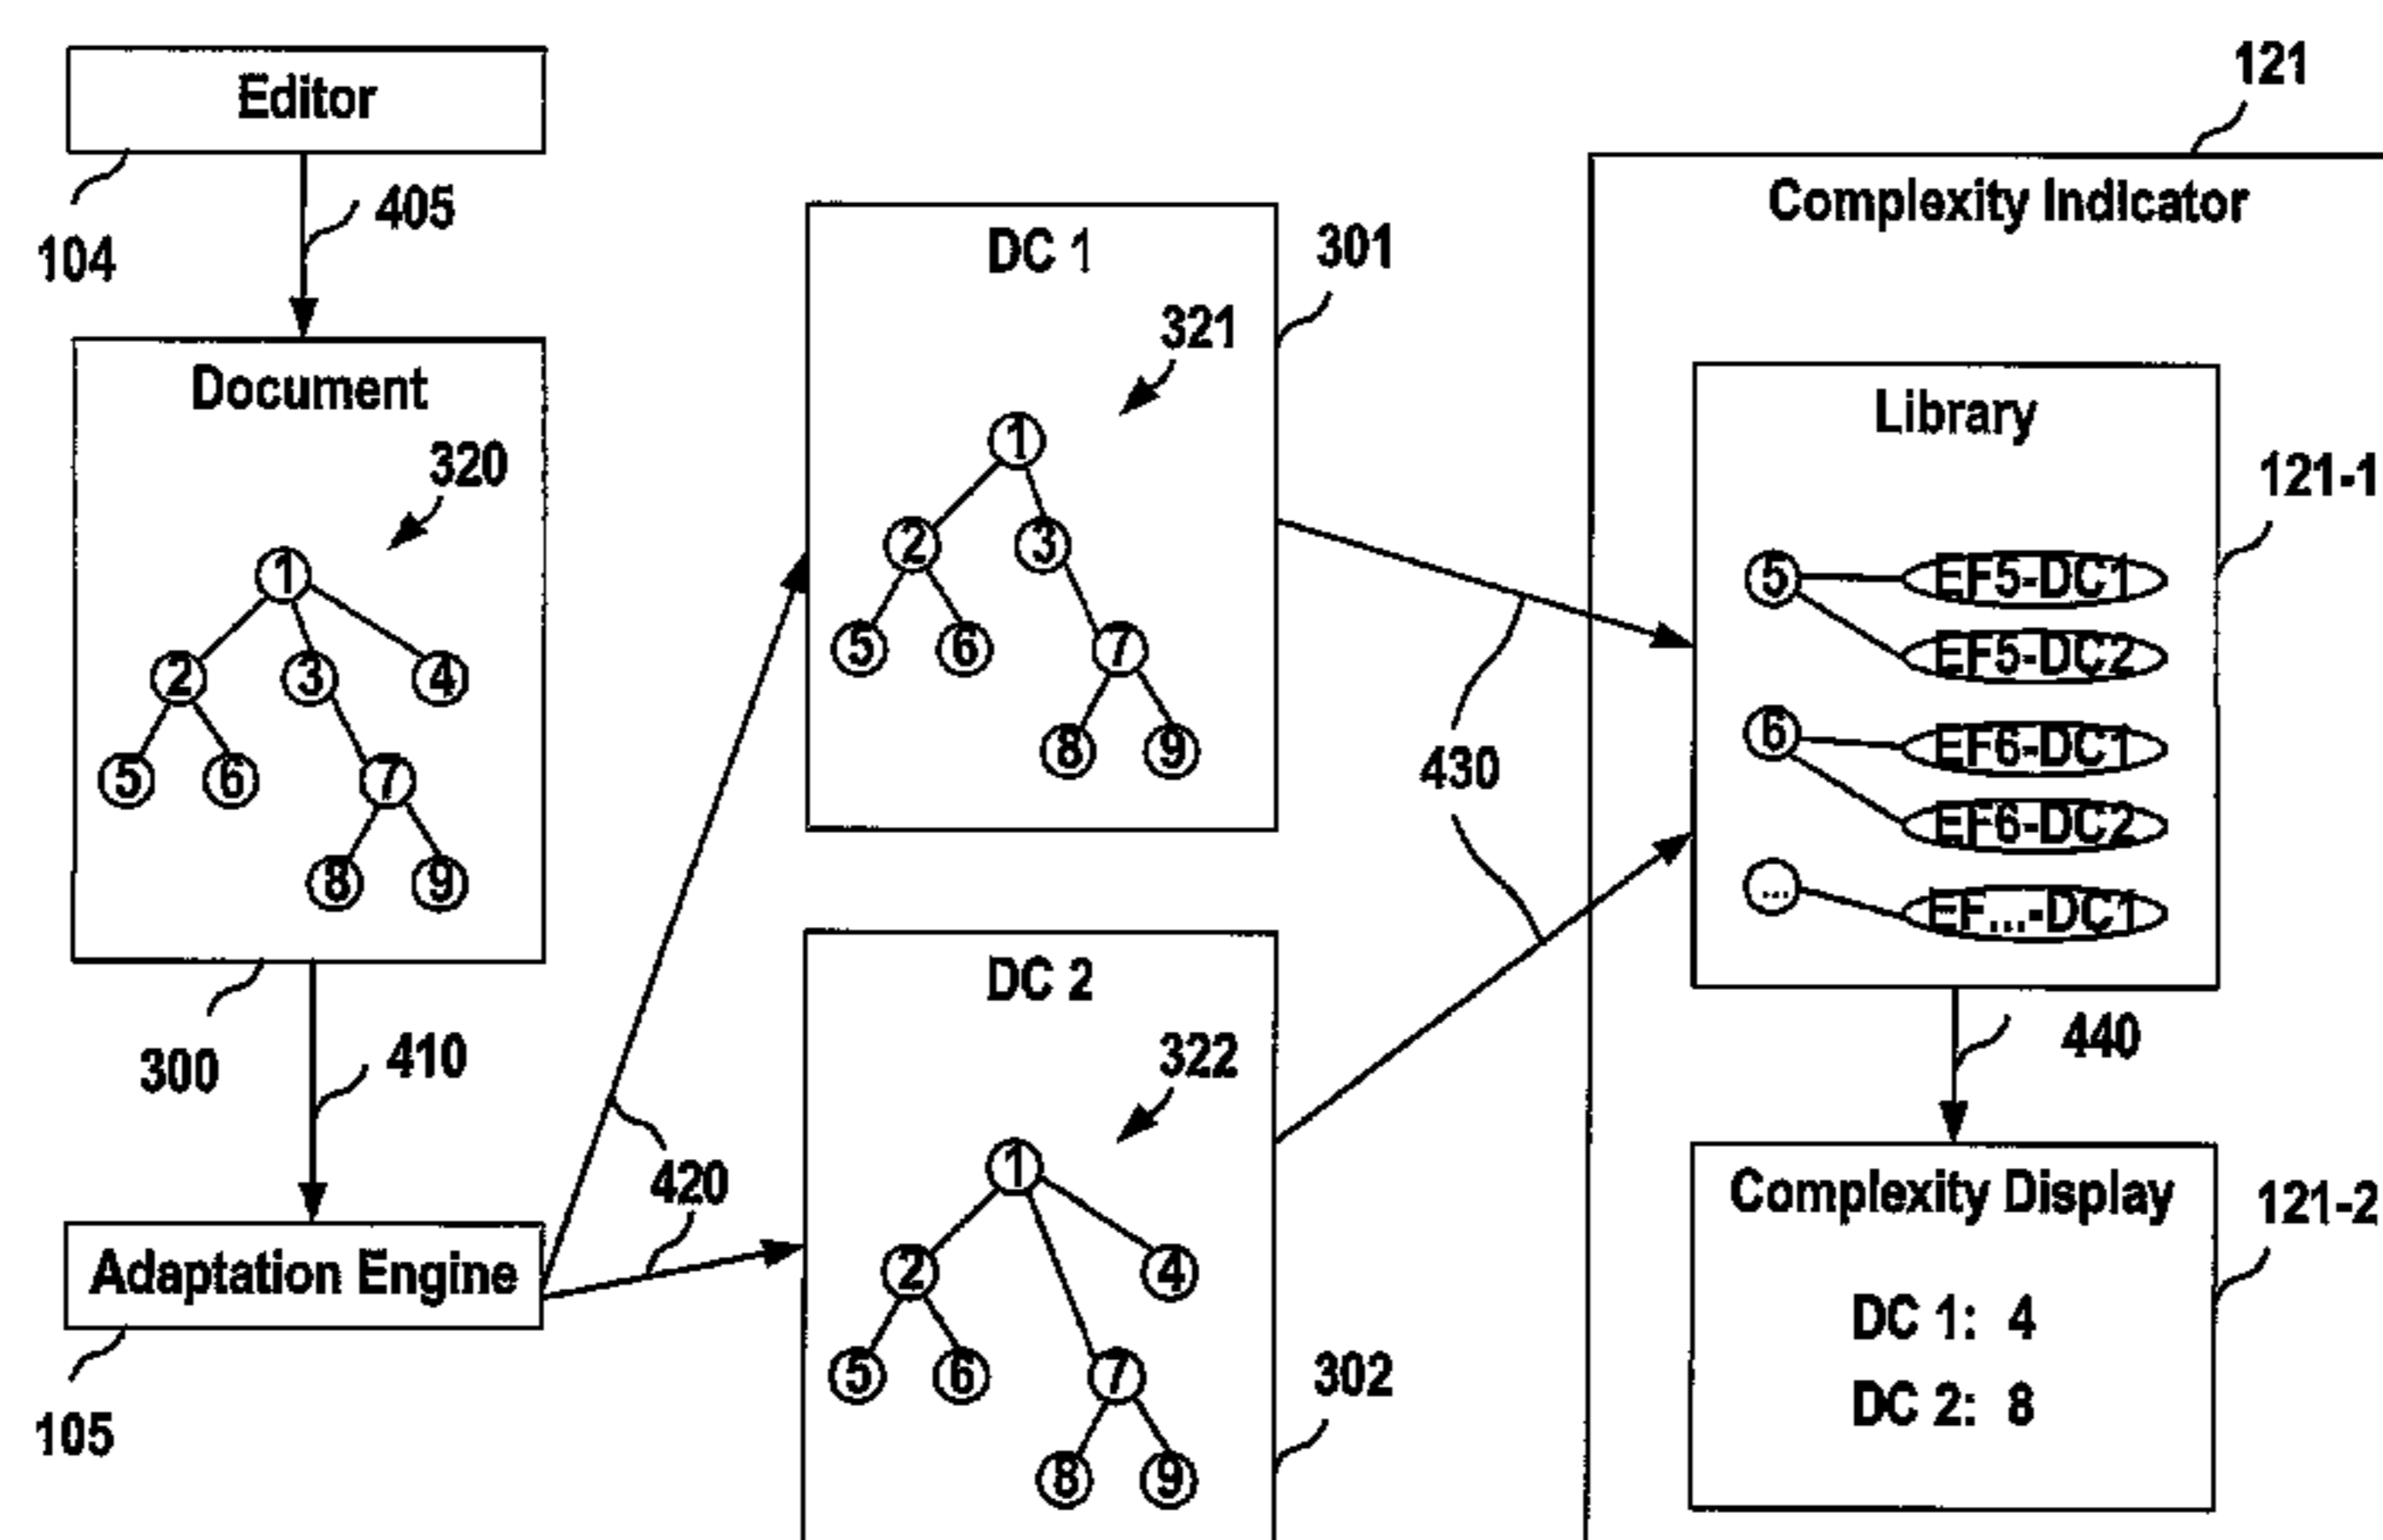 Editor
104
405
Document
320
1
2
3
4
5
6
7
8
9
300
410
Adaptation Engine
105
420
DC 1
301
321
1
2
3
5
6
7
8
9
DC 2
322
1
2
4
5
6
7
8
9
302
430
121
Complexity Indicator
Library
121-1
5
EF5-DC1
EF5-DC2
6
EF6-DC1
EF6-DC2
...
EF...-DC1
440
Complexity Display
121-2
DC 1: 4
DC 2: 8